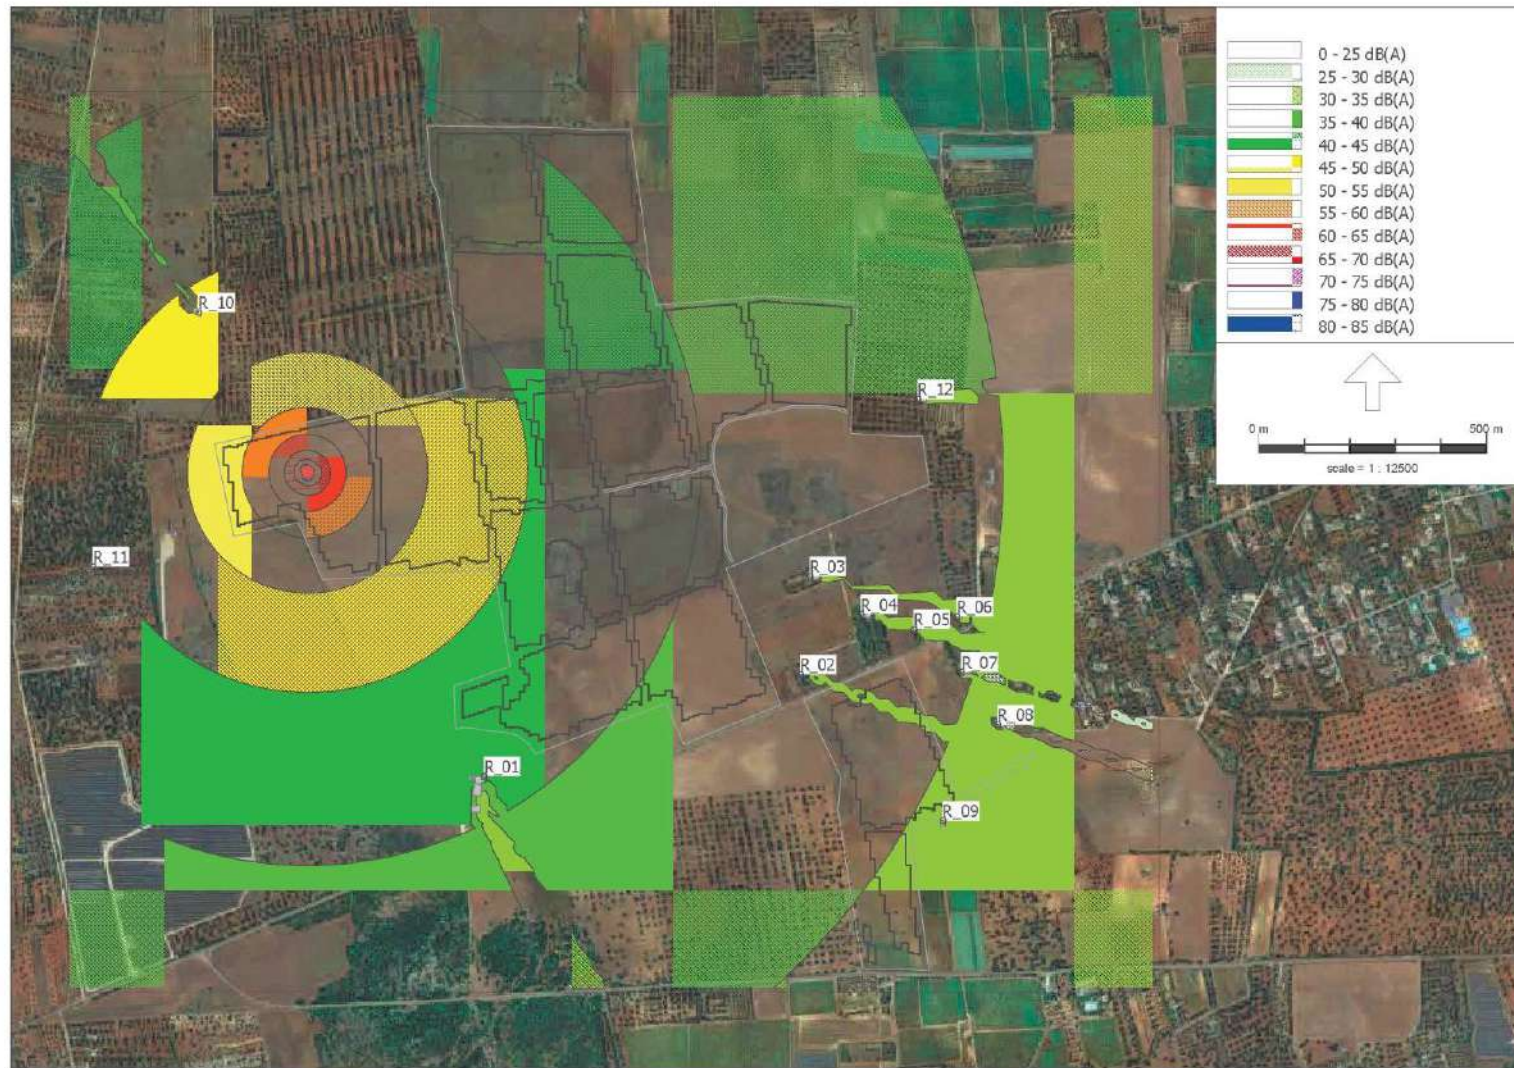 0 - 25 dB(A)
25 - 30 dB(A)
30 - 35 dB(A)
35 - 40 dB(A)
40 - 45 dB(A)
45 - 50 dB(A)
50 - 55 dB(A)
55 - 60 dB(A)
60 - 65 dB(A)
65 - 70 dB(A)
70 - 75 dB(A)
75 - 80 dB(A)
80 - 85 dB(A)
0 m 500 m
scale = 1 : 12500
R_10
R_12
R_11
R_03
R_04
R_06
R_05
R_02
R_07
R_08
R_01
R_09